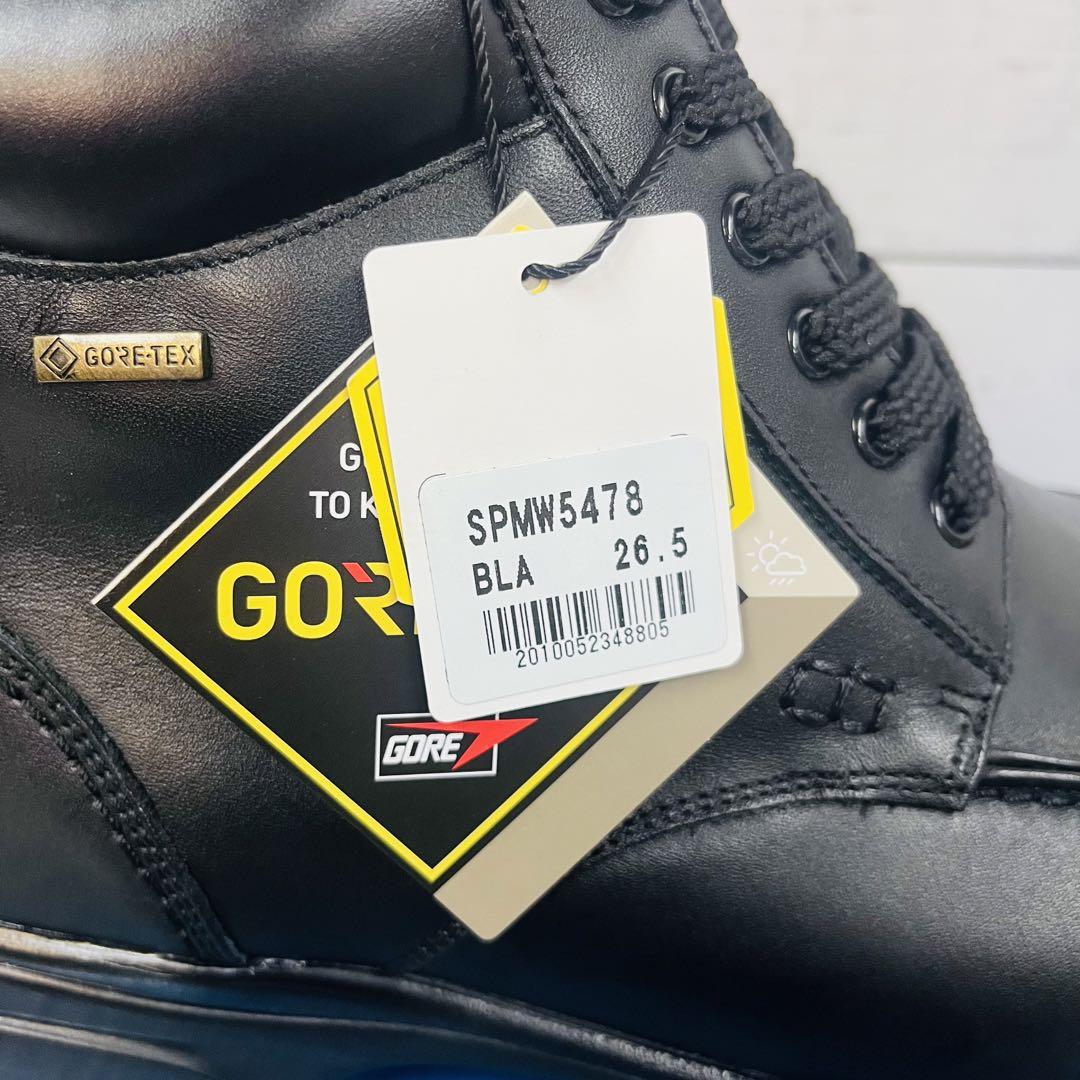 GORE-TEX
G
TO K
GOR
SPMW5478
BLA 26.5
2010052348805
GORE